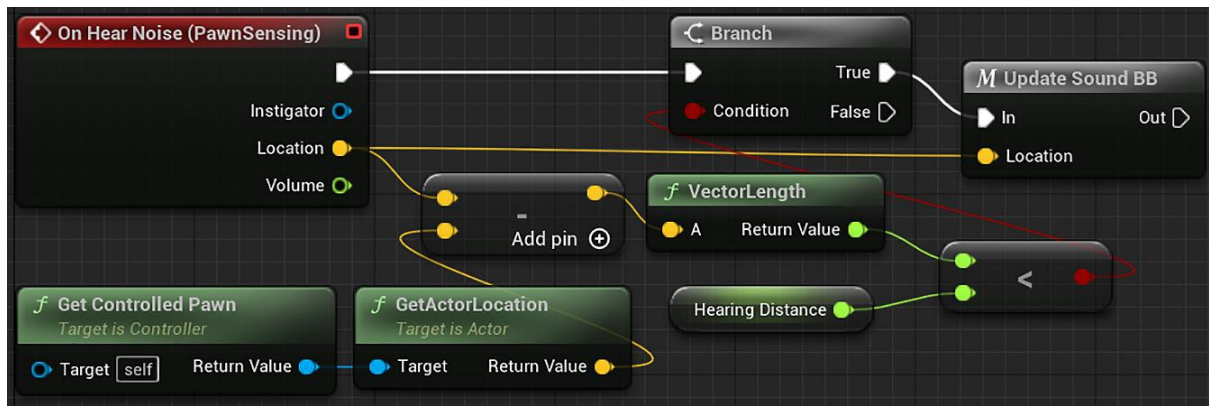 On Hear Noise (PawnSensing)
Instigator
Location
Volume
Branch
True
Condition
False
M Update Sound BB
In
Out
Location
-
Add pin
f VectorLength
A
Return Value
<
Hearing Distance
f Get Controlled Pawn
Target is Controller
Target self
Return Value
f GetActorLocation
Target is Actor
Target
Return Value